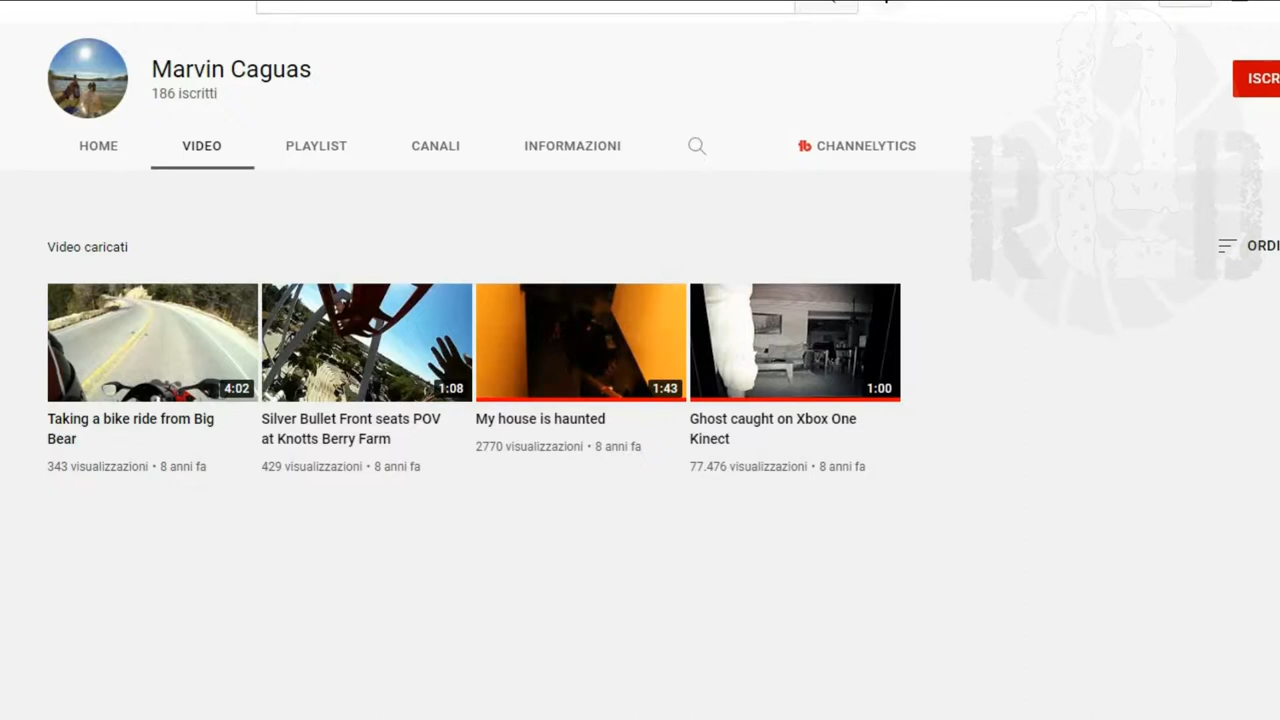 Marvin Caguas
186 iscritti
ISCR
HOME VIDEO PLAYLIST CANALI INFORMAZIONI CHANNELYTICS
R D
Video caricati
ORDI
4:02 1:08 1:43 1:00
Taking a bike ride from Big
Bear
343 visualizzazioni • 8 anni fa
Silver Bullet Front seats POV
at Knotts Berry Farm
429 visualizzazioni • 8 anni fa
My house is haunted
2770 visualizzazioni • 8 anni fa
Ghost caught on Xbox One
Kinect
77.476 visualizzazioni • 8 anni fa